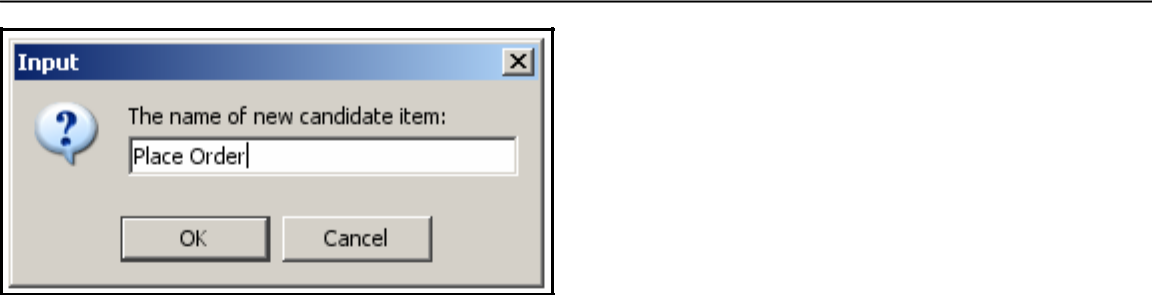 Input
The name of new candidate item:
Place Order
OK
Cancel